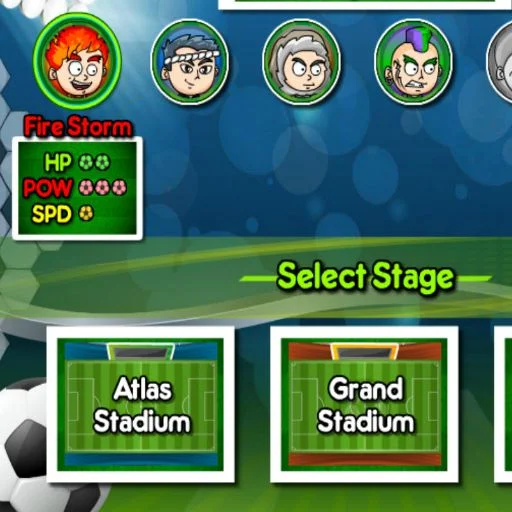 Fire Storm
HP
POW
SPD
Select Stage
Atlas
Stadium
Grand
Stadium